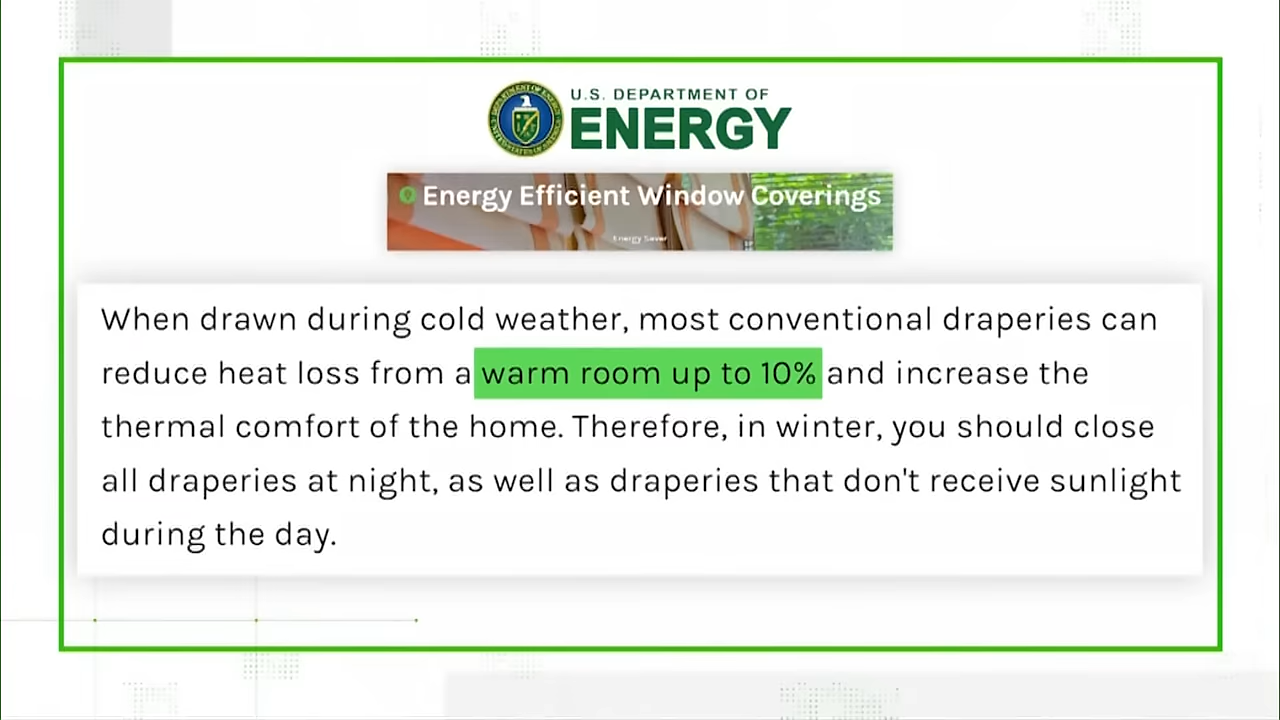 U.S. DEPARTMENT OF
ENERGY
Energy Efficient Window Coverings
Energy Saver
When drawn during cold weather, most conventional draperies can
reduce heat loss from a warm room up to 10% and increase the
thermal comfort of the home. Therefore, in winter, you should close
all draperies at night, as well as draperies that don't receive sunlight
during the day.